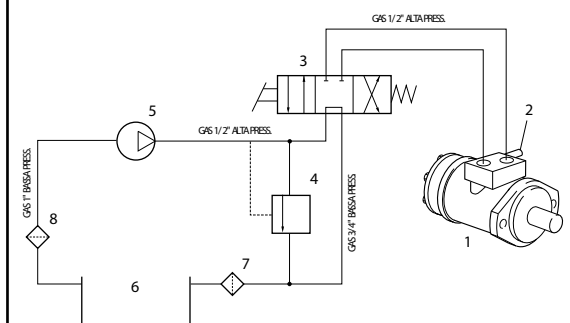 GAS 1/2" ALTA PRESS.
3
2
5
GAS 1/2" ALTA PRESS.
4
GAS 1" BASSA PRESS.
GAS 3/4" BASSA PRESS.
8
1
7
6